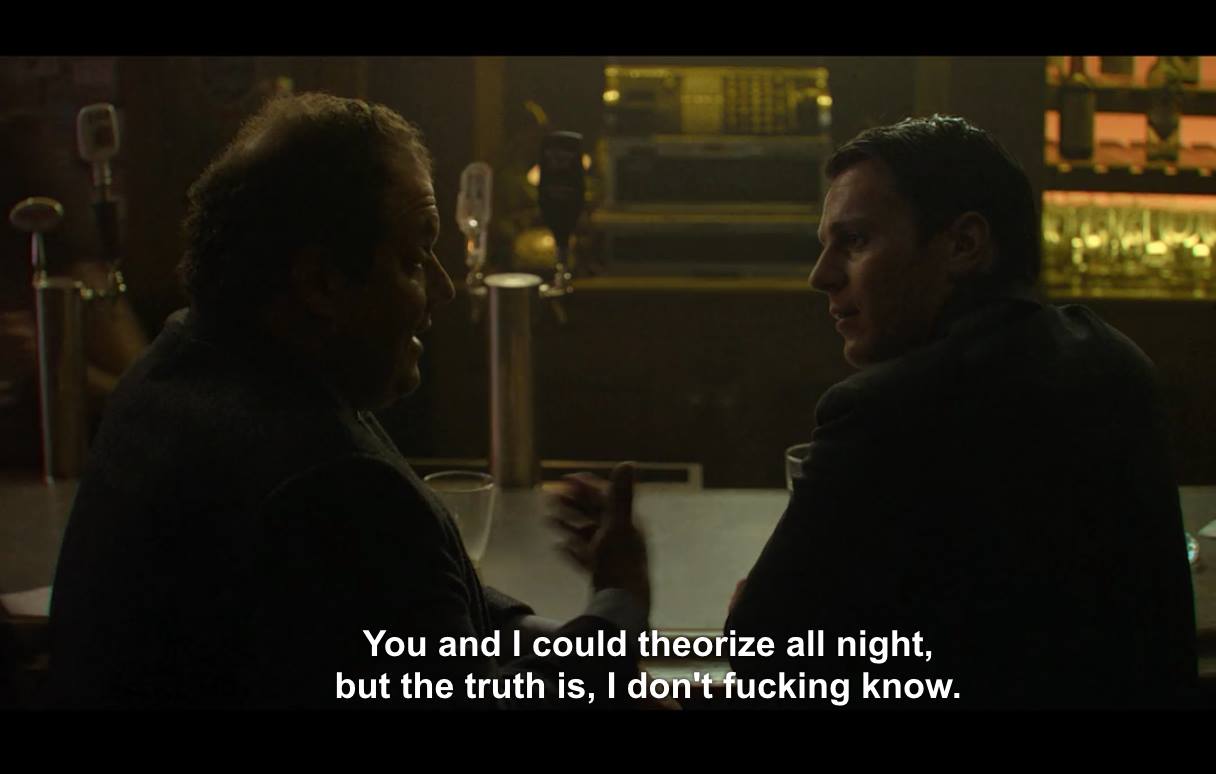 You and I could theorize all night,
but the truth is, I don't fucking know.